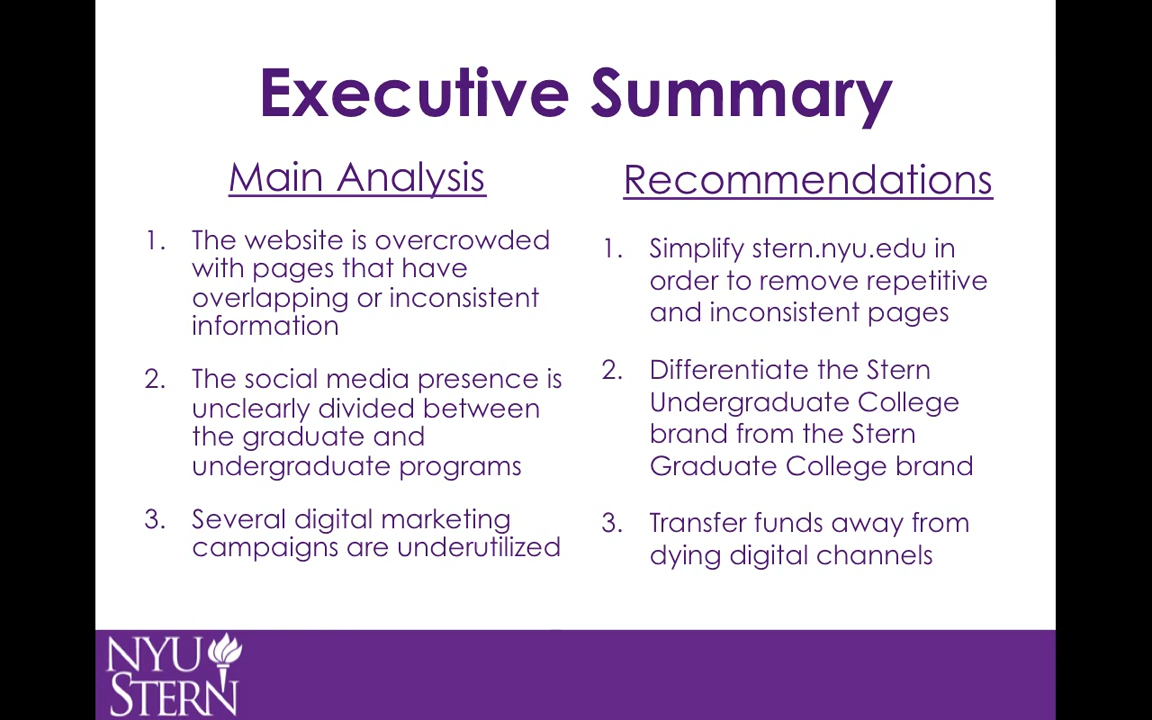 Executive Summary
Main Analysis
1. The website is overcrowded
with pages that have
overlapping or inconsistent
information
2. The social media presence is
unclearly divided between
the graduate and
undergraduate programs
3. Several digital marketing
campaigns are underutilized
Recommendations
1. Simplify stern.nyu.edu in
order to remove repetitive
and inconsistent pages
2. Differentiate the Stern
Undergraduate College
brand from the Stern
Graduate College brand
3. Transfer funds away from
dying digital channels
NYU
STERN